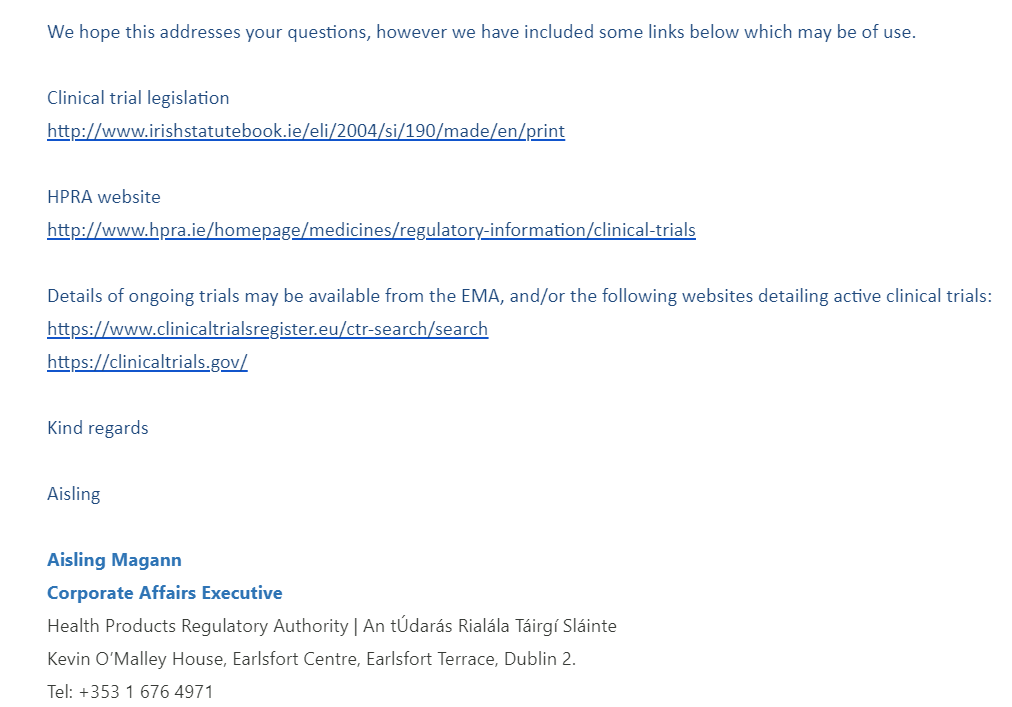 We hope this addresses your questions, however we have included some links below which may be of use.
Clinical trial legislation
http://www.irishstatutebook.ie/eli/2004/si/190/made/en/print
HPRA website
http://www.hpra.ie/homepage/medicines/regulatory-information/clinical-trials
Details of ongoing trials may be available from the EMA, and/or the following websites detailing active clinical trials:
https://www.clinicaltrialsregister.eu/ctr-search/search
https://clinicaltrials.gov/
Kind regards
Aisling
Aisling Magann
Corporate Affairs Executive
Health Products Regulatory Authority | An tÚdarás Rialála Táirgí Sláinte
Kevin O’Malley House, Earlsfort Centre, Earlsfort Terrace, Dublin 2.
Tel: +353 1 676 4971